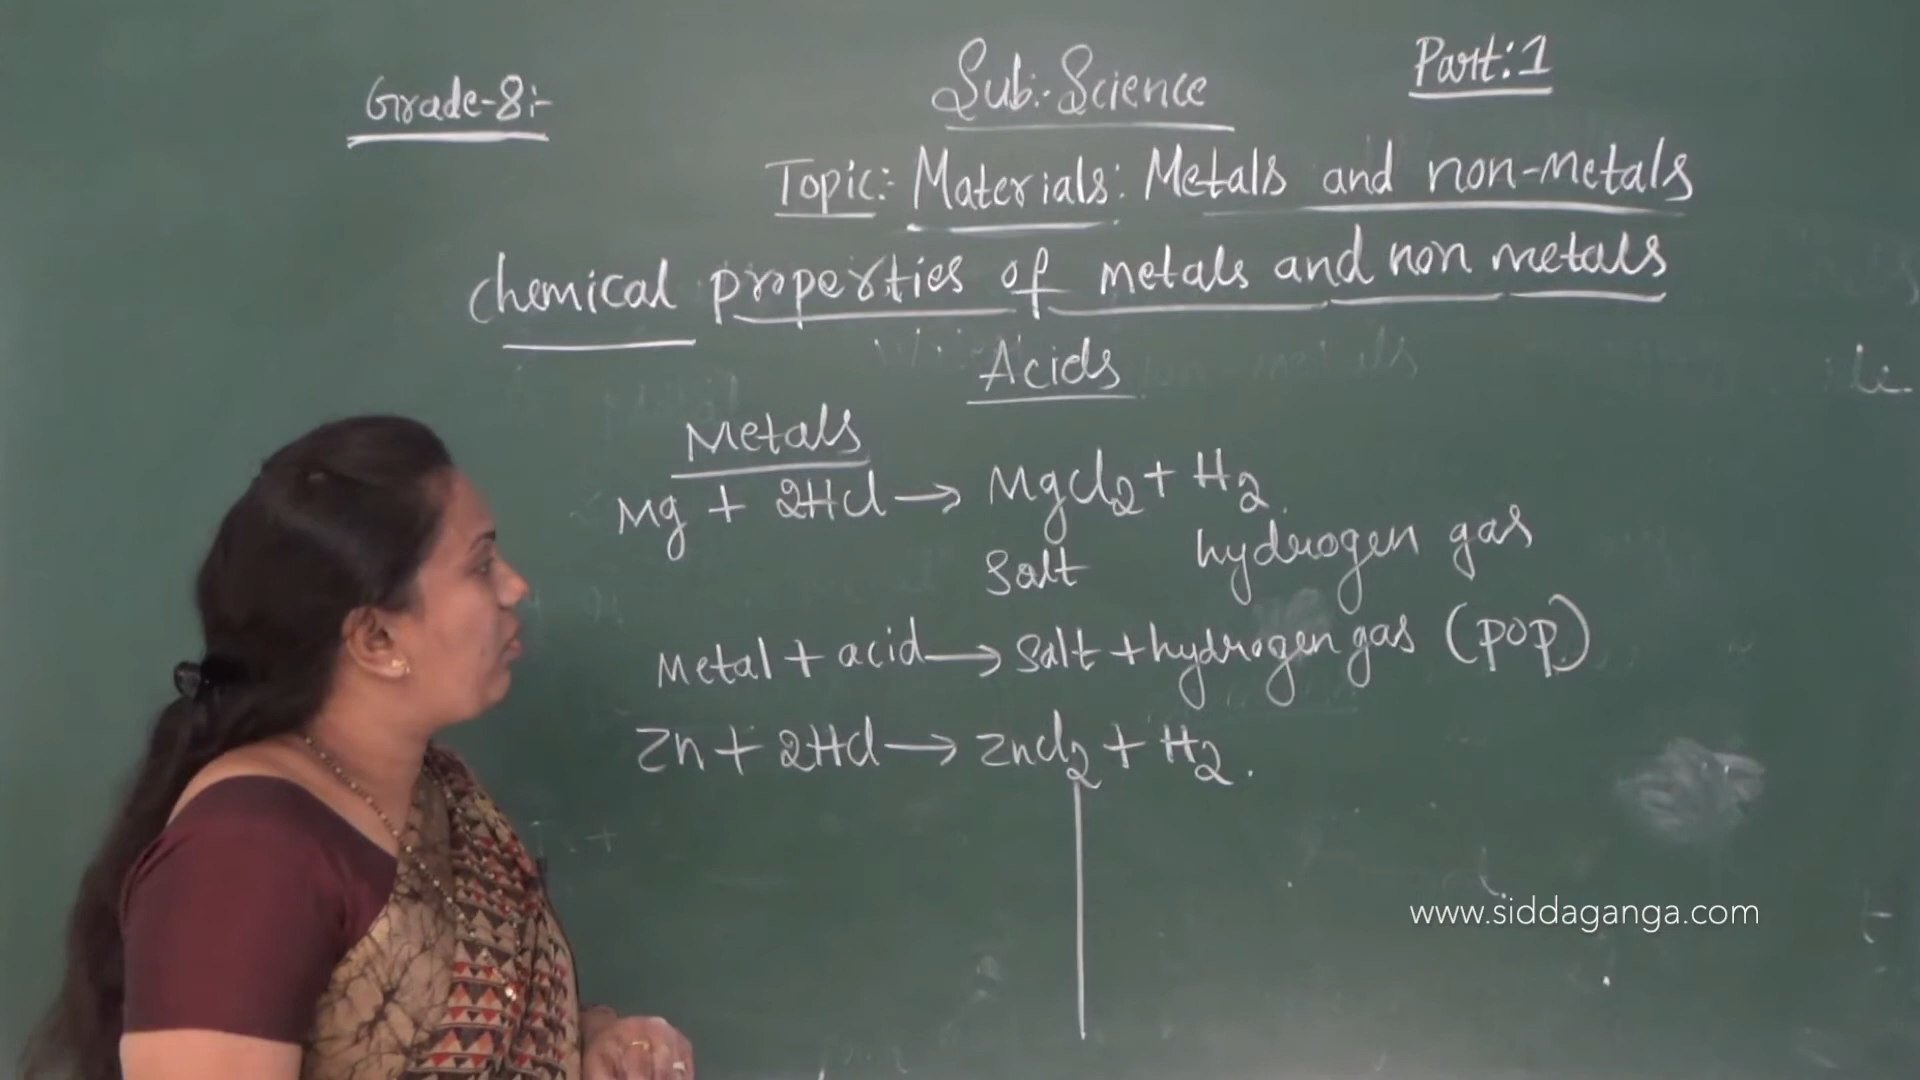 Grade-8:-
Sub:-Science
Part:1
Topic:- Materials: Metals and non-metals
chemical properties of metals and non metals
Acids
Metals
Mg + 2Hcl → Mgcl2 + H2.
Salt hydrogen gas
Metal + acid → Salt + hydrogen gas (pop)
Zn + 2Hcl → Zncl2 + H2.
www.siddaganga.com